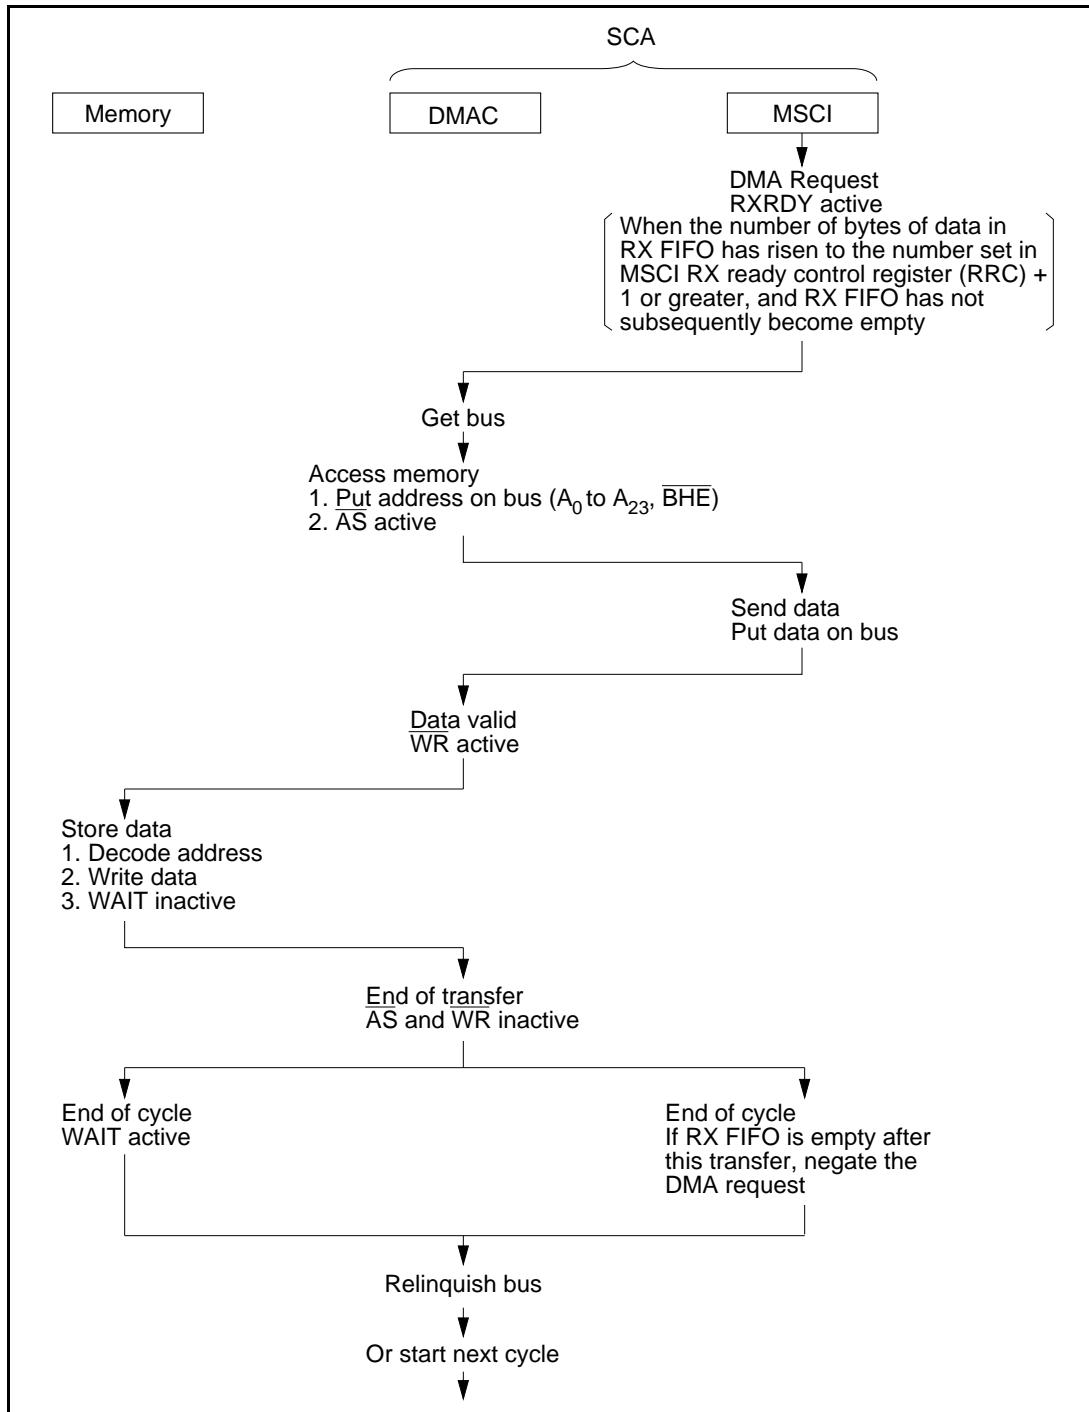 SCA
Memory
DMAC
MSCI
DMA Request
RXRDY active
When the number of bytes of data in
RX FIFO has risen to the number set in
MSCI RX ready control register (RRC) +
1 or greater, and RX FIFO has not
subsequently become empty
Get bus
Access memory
1. Put address on bus (A₀ to A₂₃, B̅H̅E̅)
2. A̅S̅ active
Send data
Put data on bus
Data valid
W̅R̅ active
Store data
1. Decode address
2. Write data
3. WAIT inactive
End of transfer
A̅S̅ and W̅R̅ inactive
End of cycle
WAIT active
End of cycle
If RX FIFO is empty after
this transfer, negate the
DMA request
Relinquish bus
Or start next cycle